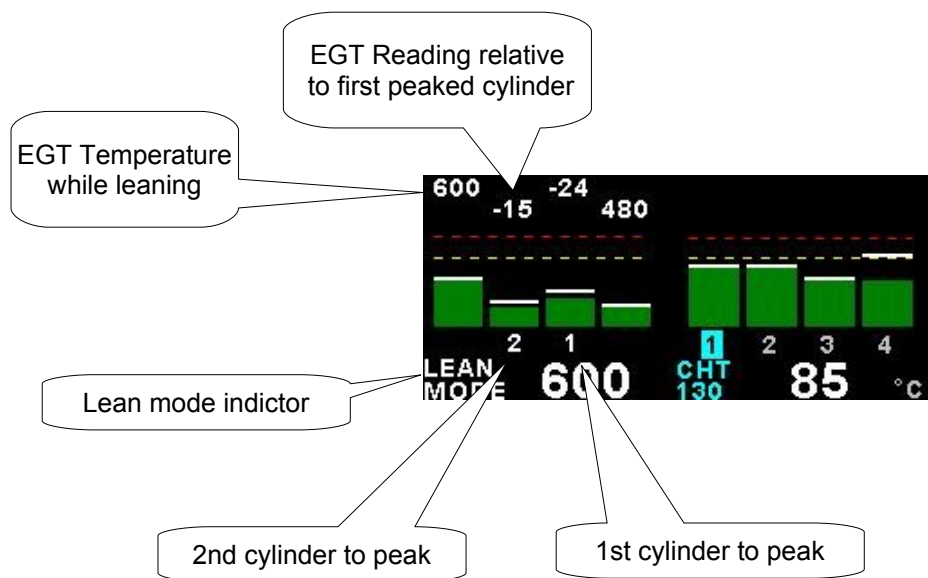 EGT Reading relative
to first peaked cylinder
EGT Temperature
while leaning
600 -24
-15 480
2 1
1 2 3 4
LEAN
MODE
600
CHT
130
85
°C
Lean mode indictor
2nd cylinder to peak
1st cylinder to peak